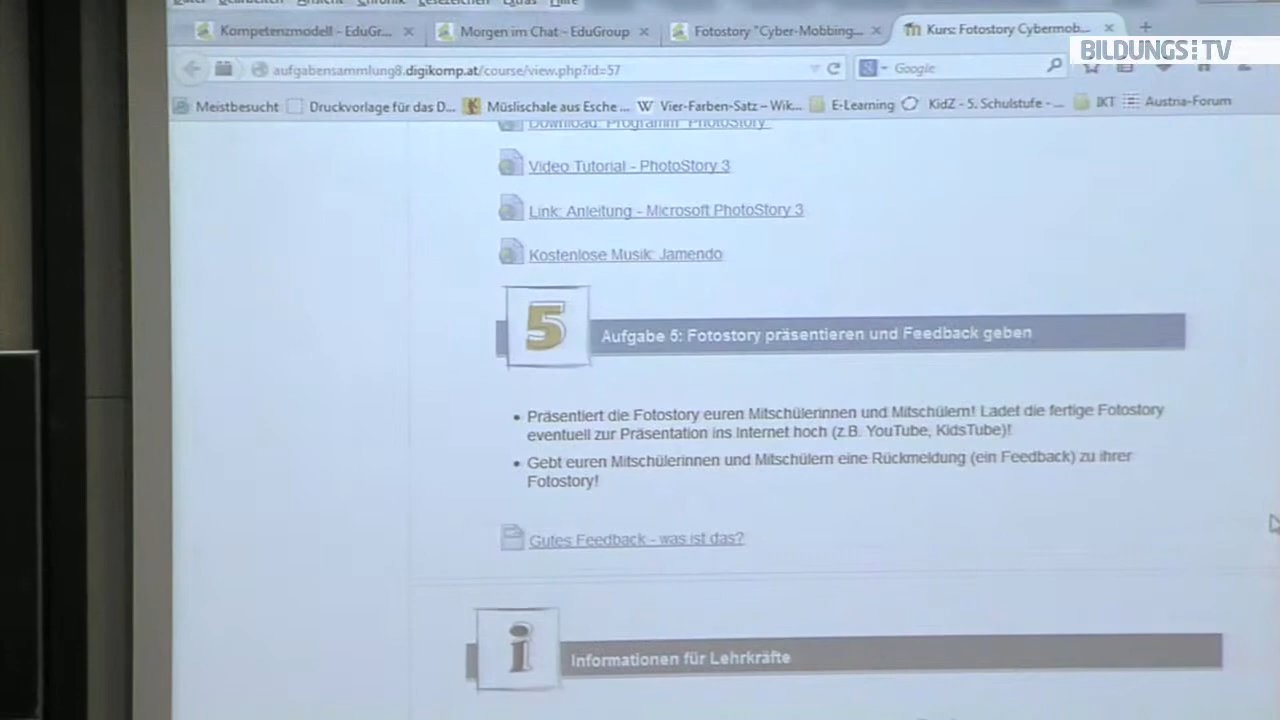 Kompetenzmodell - EduGr...
Morgen im Chat - EduGroup
Fotostory "Cyber-Mobbing...
Kurs: Fotostory Cybermob...
BILDUNGS TV
aufgabensammlung8.digikomp.at/course/view.php?id=57
Google
Meistbesucht
Druckvorlage für das D...
Müslischale aus Esche ...
Vier-Farben-Satz – Wik...
E-Learning
KidZ - 5. Schulstufe - ...
IKT
Austria-Forum
Download: Programm "PhotoStory"
Video Tutorial - PhotoStory 3
Link: Anleitung - Microsoft PhotoStory 3
Kostenlose Musik: Jamendo
5
Aufgabe 5: Fotostory präsentieren und Feedback geben
• Präsentiert die Fotostory euren Mitschülerinnen und Mitschülern! Ladet die fertige Fotostory
eventuell zur Präsentation ins Internet hoch (z.B. YouTube, KidsTube)!
• Gebt euren Mitschülerinnen und Mitschülern eine Rückmeldung (ein Feedback) zu ihrer
Fotostory!
Gutes Feedback - was ist das?
i
Informationen für Lehrkräfte